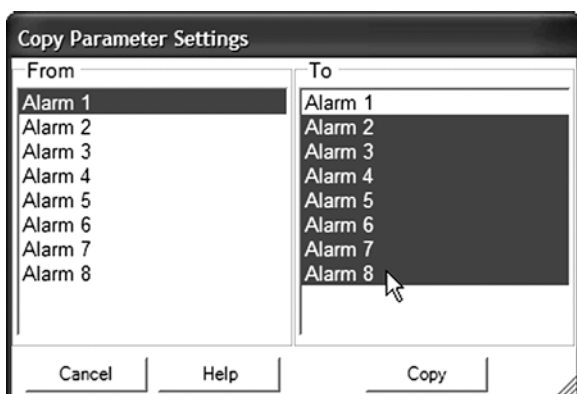 Copy Parameter Settings
From
Alarm 1
Alarm 2
Alarm 3
Alarm 4
Alarm 5
Alarm 6
Alarm 7
Alarm 8
To
Alarm 1
Alarm 2
Alarm 3
Alarm 4
Alarm 5
Alarm 6
Alarm 7
Alarm 8
Cancel
Help
Copy